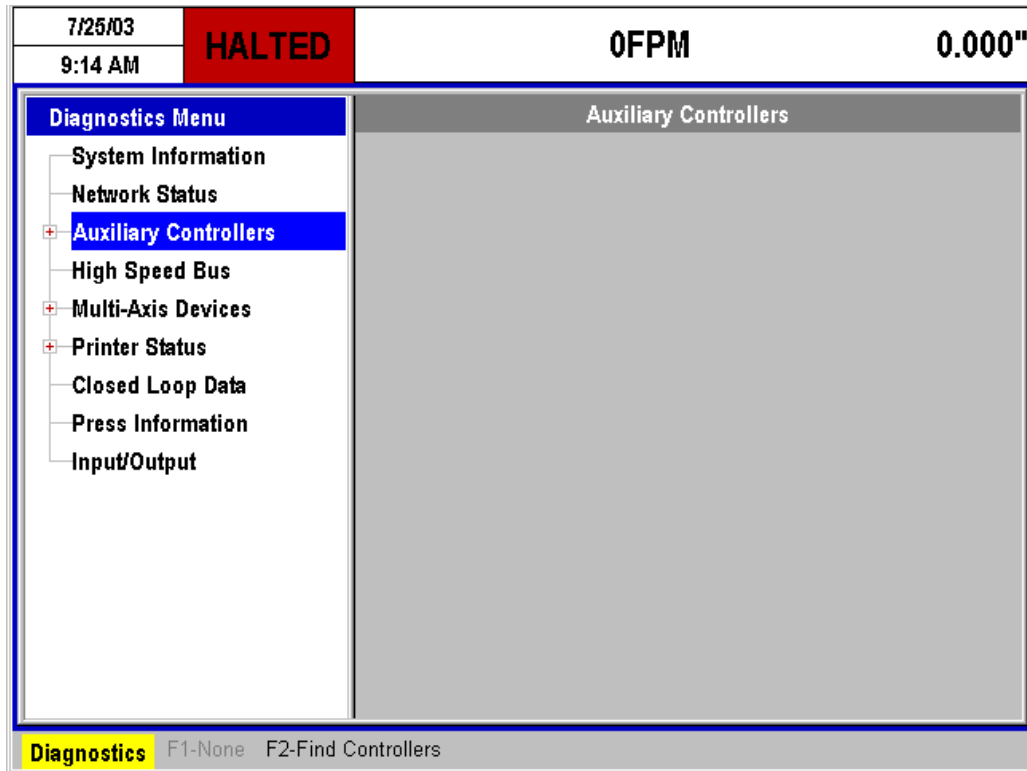 7/25/03
9:14 AM
HALTED
0FPM
0.000"
Diagnostics Menu
System Information
Network Status
Auxiliary Controllers
High Speed Bus
Multi-Axis Devices
Printer Status
Closed Loop Data
Press Information
Input/Output
Auxiliary Controllers
Diagnostics F1-None F2-Find Controllers